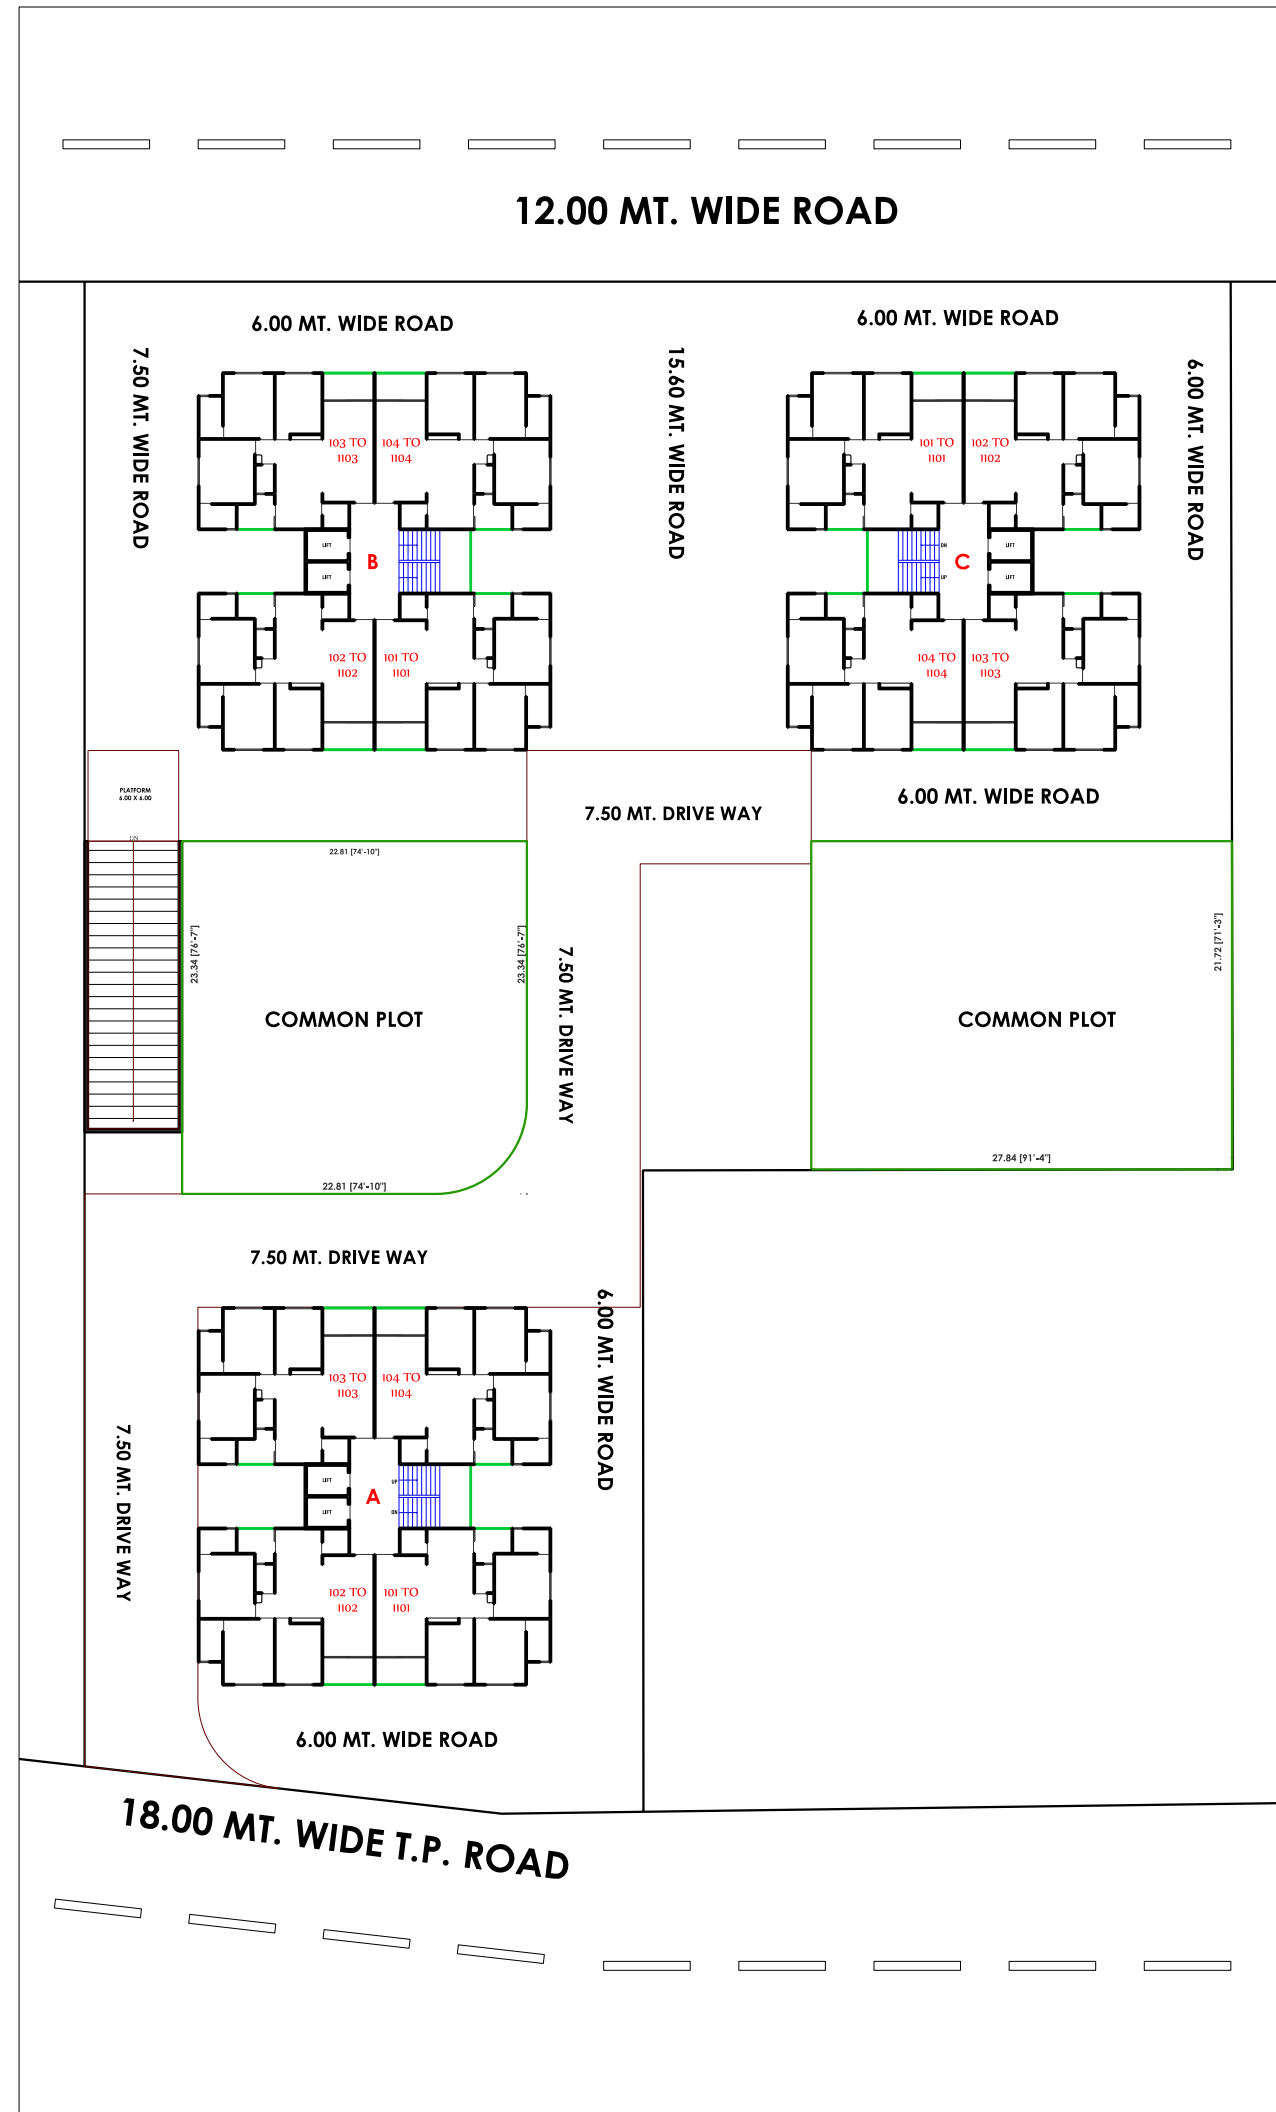 12.00 MT. WIDE ROAD
6.00 MT. WIDE ROAD
6.00 MT. WIDE ROAD
7.50 MT. WIDE ROAD
15.60 MT. WIDE ROAD
6.00 MT. WIDE ROAD
103 TO
1103
104 TO
1104
101 TO
1101
102 TO
1102
LIFT
LIFT
B
DN
UP
C
LIFT
LIFT
102 TO
1102
101 TO
1101
104 TO
1104
103 TO
1103
PLATFORM
6.00 X 6.00
DN
7.50 MT. DRIVE WAY
6.00 MT. WIDE ROAD
22.81 [74'-10"]
23.34 [76'-7"]
23.34 [76'-7"]
7.50 MT. DRIVE WAY
21.72 [71'-3"]
COMMON PLOT
COMMON PLOT
22.81 [74'-10"]
27.84 [91'-4"]
7.50 MT. DRIVE WAY
6.00 MT. WIDE ROAD
103 TO
1103
104 TO
1104
7.50 MT. DRIVE WAY
LIFT
LIFT
A
UP
DN
102 TO
1102
101 TO
1101
6.00 MT. WIDE ROAD
18.00 MT. WIDE T.P. ROAD